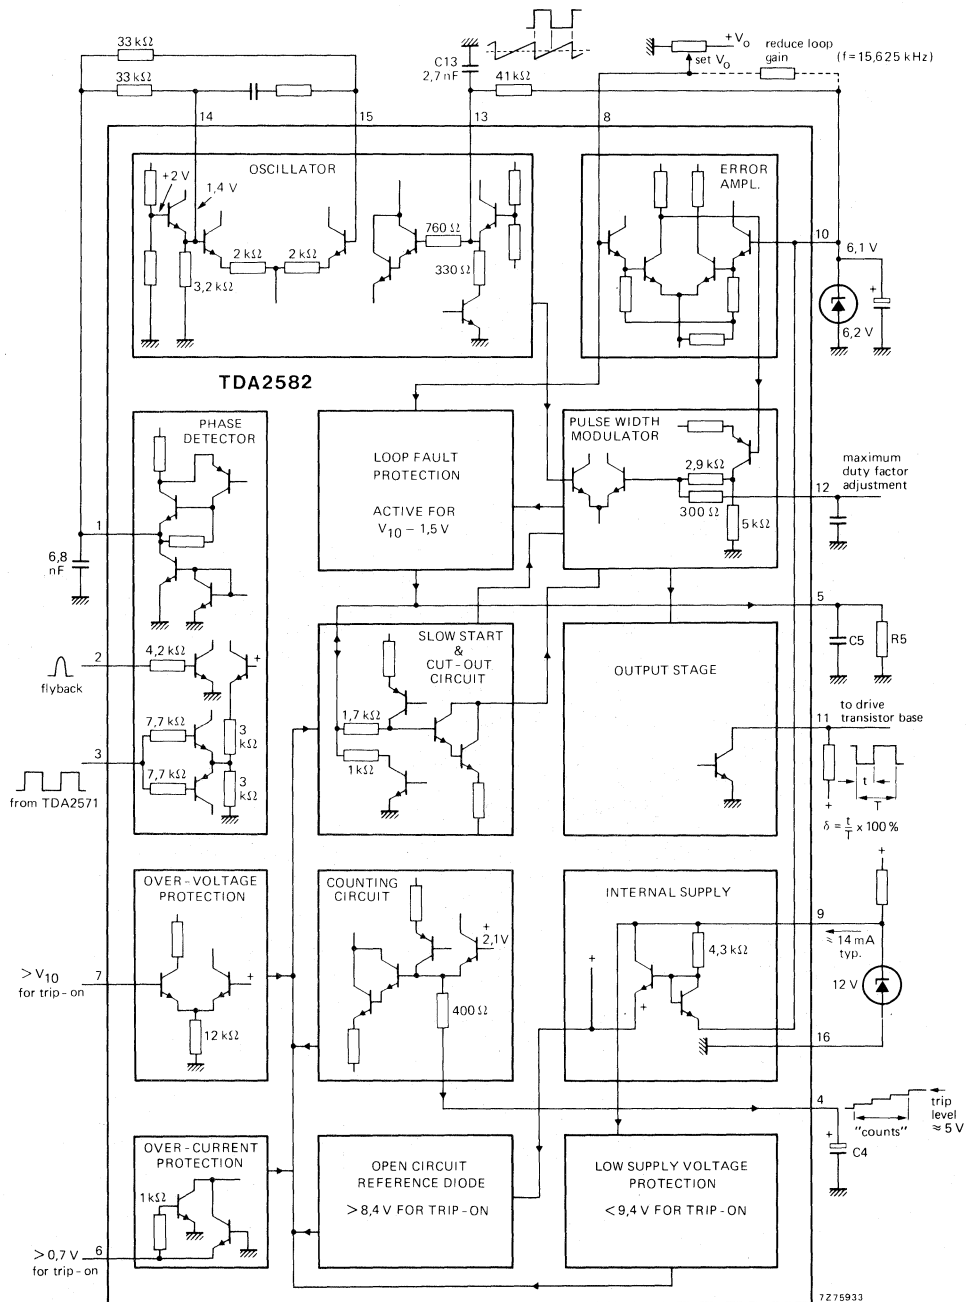 33 kΩ
33 kΩ
C13
2,7 nF
41 kΩ
+ Vo
set Vo
reduce loop
gain
(f = 15,625 kHz)
14
15
13
8
OSCILLATOR
+2 V
1,4 V
2 kΩ
2 kΩ
3,2 kΩ
760 Ω
330 Ω
ERROR
AMPL.
10
6,1 V
+
6,2 V
TDA2582
PHASE
DETECTOR
1
6,8
nF
2
flyback
4,2 kΩ
+
3
kΩ
7,7 kΩ
3
7,7 kΩ
3
kΩ
from TDA2571
LOOP FAULT
PROTECTION
ACTIVE FOR
V10 – 1,5 V
PULSE WIDTH
MODULATOR
2,9 kΩ
300 Ω
5 kΩ
maximum
duty factor
adjustment
12
5
C5
R5
SLOW START
&
CUT-OUT
CIRCUIT
1,7 kΩ
1 kΩ
OUTPUT STAGE
to drive
transistor base
11
t
T
+
δ = t/T x 100 %
OVER-VOLTAGE
PROTECTION
> V10
for trip-on
7
+
12 kΩ
COUNTING
CIRCUIT
+
2,1 V
400 Ω
INTERNAL SUPPLY
4,3 kΩ
+
+
9
≈ 14 mA
typ.
+
12 V
16
4
+
C4
"counts"
trip
level
≈ 5 V
OVER-CURRENT
PROTECTION
1 kΩ
6
> 0,7 V
for trip-on
OPEN CIRCUIT
REFERENCE DIODE
> 8,4 V FOR TRIP-ON
LOW SUPPLY VOLTAGE
PROTECTION
< 9,4 V FOR TRIP-ON
7Z75933